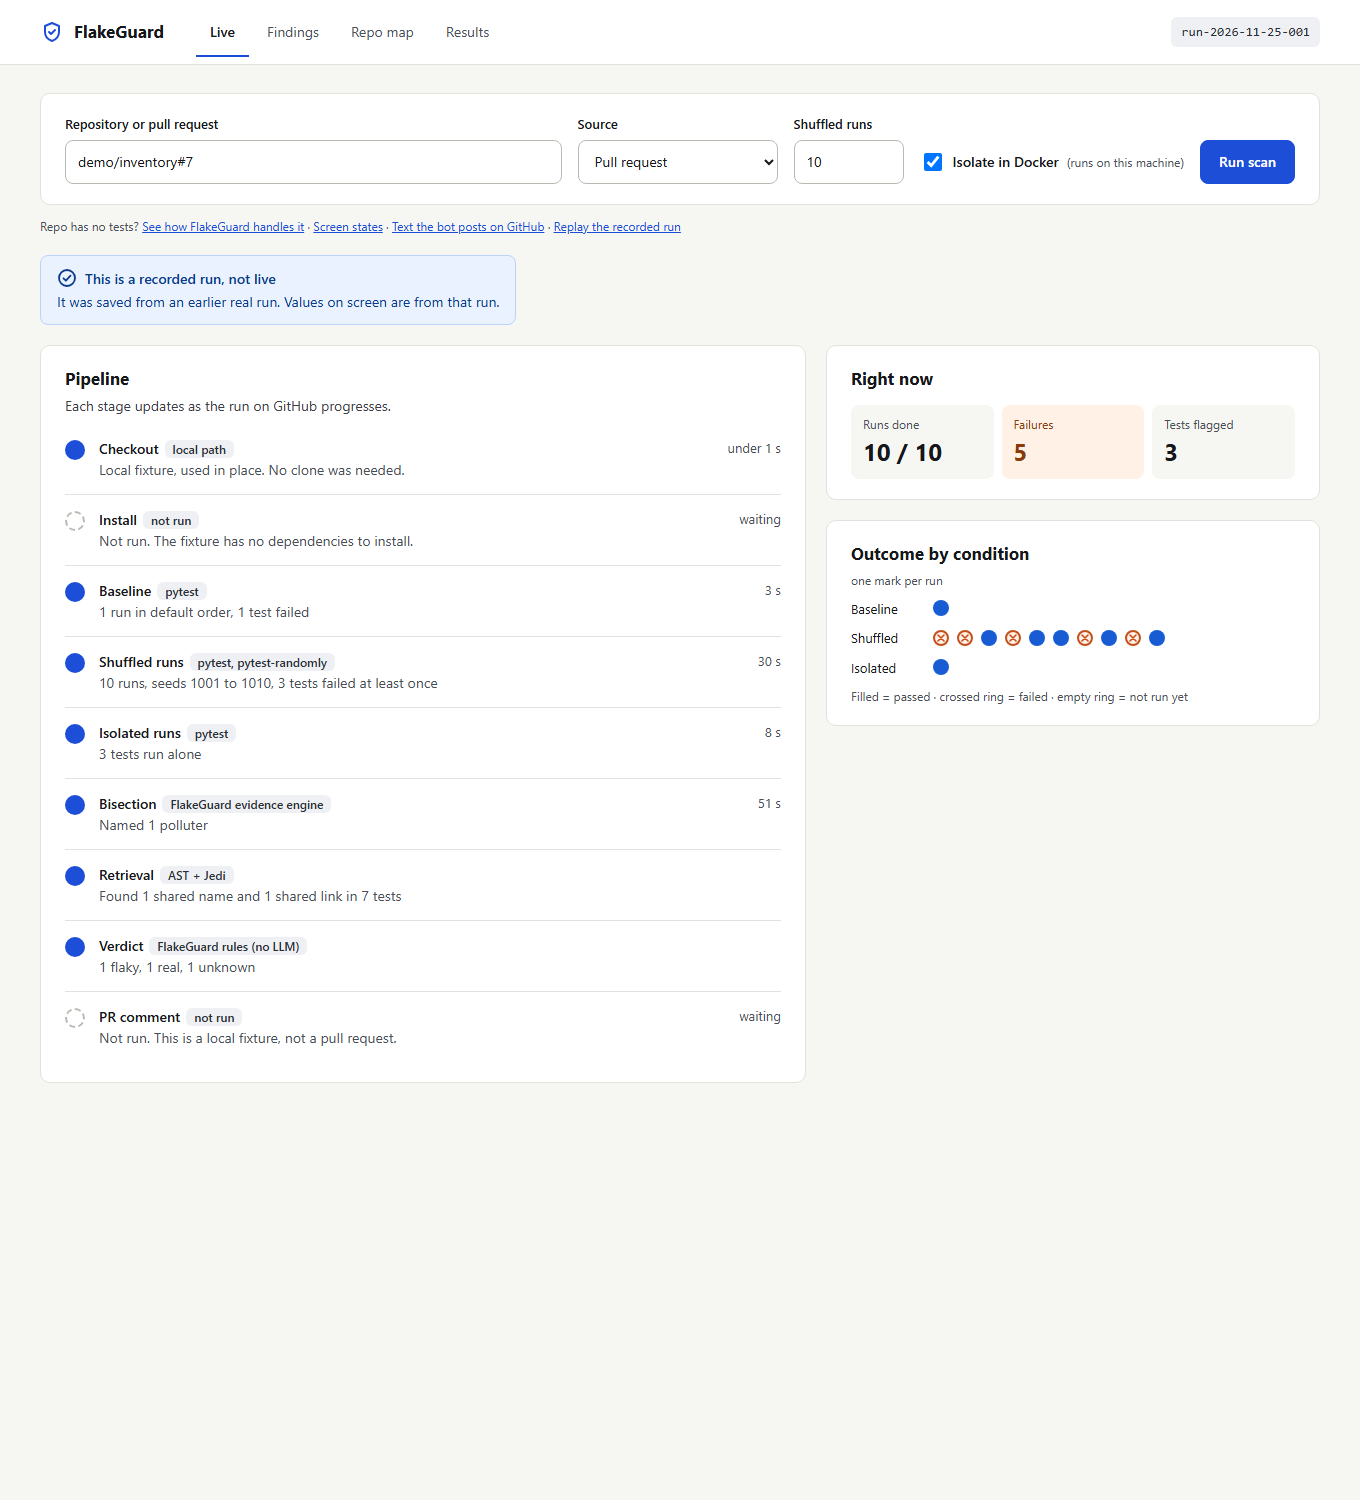 FlakeGuard
Live
Findings
Repo map
Results
run-2026-11-25-001
Repository or pull request
Source
Shuffled runs
demo/inventory#7
Pull request
10
Isolate in Docker (runs on this machine)
Run scan
Repo has no tests? See how FlakeGuard handles it · Screen states · Text the bot posts on GitHub · Replay the recorded run
This is a recorded run, not live
It was saved from an earlier real run. Values on screen are from that run.
Pipeline
Each stage updates as the run on GitHub progresses.
Checkout local path under 1 s
Local fixture, used in place. No clone was needed.
Install not run waiting
Not run. The fixture has no dependencies to install.
Baseline pytest 3 s
1 run in default order, 1 test failed
Shuffled runs pytest, pytest-randomly 30 s
10 runs, seeds 1001 to 1010, 3 tests failed at least once
Isolated runs pytest 8 s
3 tests run alone
Bisection FlakeGuard evidence engine 51 s
Named 1 polluter
Retrieval AST + Jedi
Found 1 shared name and 1 shared link in 7 tests
Verdict FlakeGuard rules (no LLM)
1 flaky, 1 real, 1 unknown
PR comment not run waiting
Not run. This is a local fixture, not a pull request.
Right now
Runs done
10 / 10
Failures
5
Tests flagged
3
Outcome by condition
one mark per run
Baseline
Shuffled
Isolated
Filled = passed · crossed ring = failed · empty ring = not run yet